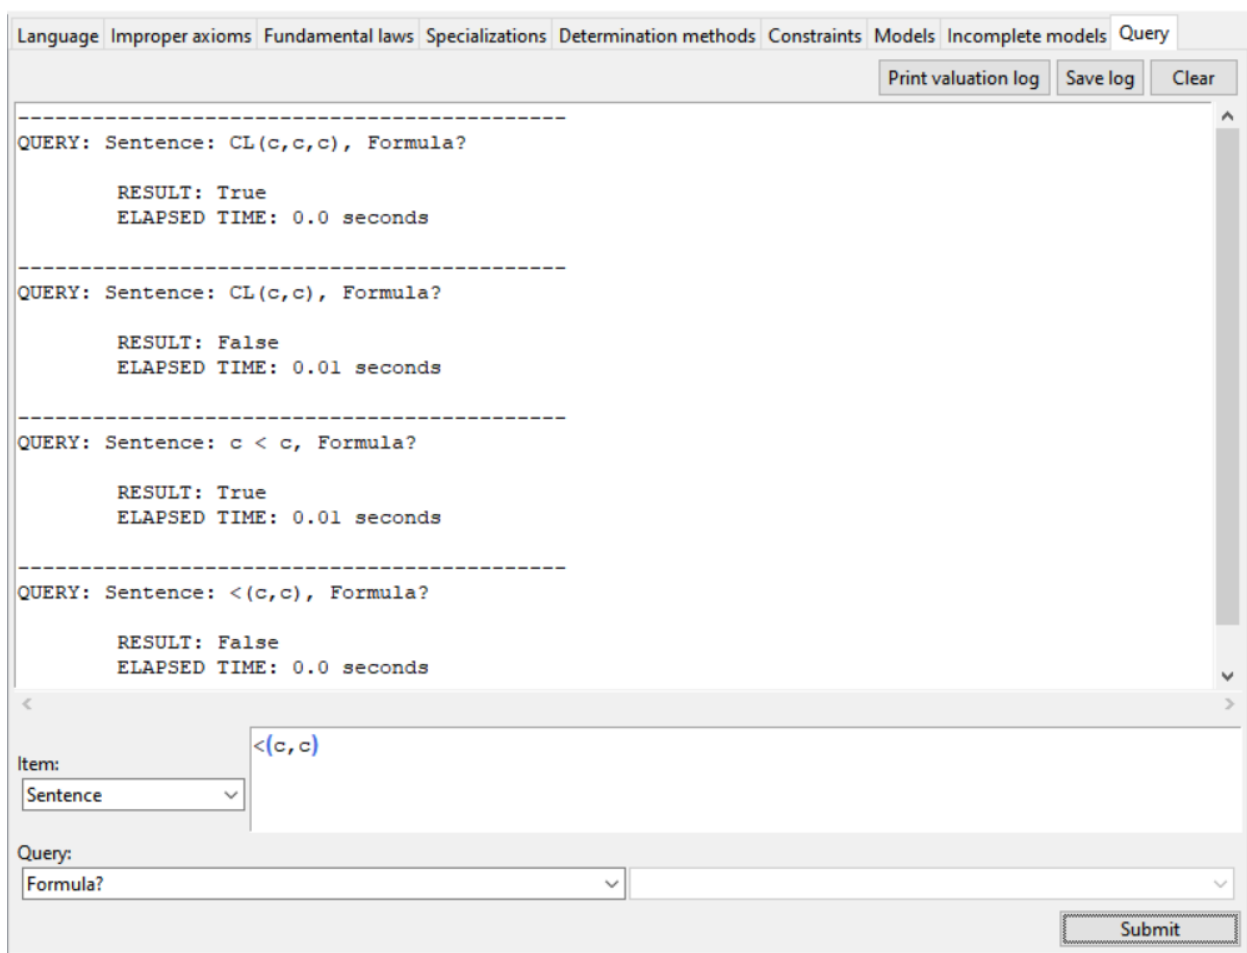 Language Improper axioms Fundamental laws Specializations Determination methods Constraints Models Incomplete models Query
Print valuation log Save log Clear
--------------------------------------------
QUERY: Sentence: CL(c,c,c), Formula?
RESULT: True
ELAPSED TIME: 0.0 seconds
--------------------------------------------
QUERY: Sentence: CL(c,c), Formula?
RESULT: False
ELAPSED TIME: 0.01 seconds
--------------------------------------------
QUERY: Sentence: c < c, Formula?
RESULT: True
ELAPSED TIME: 0.01 seconds
--------------------------------------------
QUERY: Sentence: <(c,c), Formula?
RESULT: False
ELAPSED TIME: 0.0 seconds
<(c,c)
Item:
Sentence
Query:
Formula?
Submit